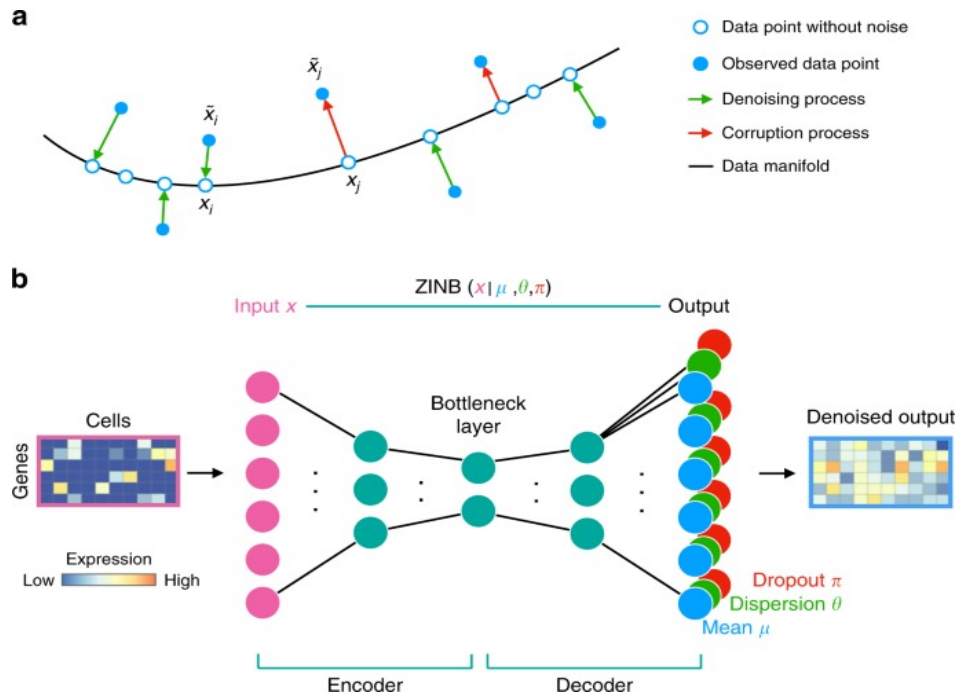 a
Data point without noise
Observed data point
Denoising process
Corruption process
Data manifold
x̃ᵢ
xᵢ
x̃ⱼ
xⱼ
b
ZINB (x | μ ,θ,π)
Input x
Output
Bottleneck
layer
Cells
Genes
Expression
Low
High
Denoised output
Dropout π
Dispersion θ
Mean μ
Encoder
Decoder